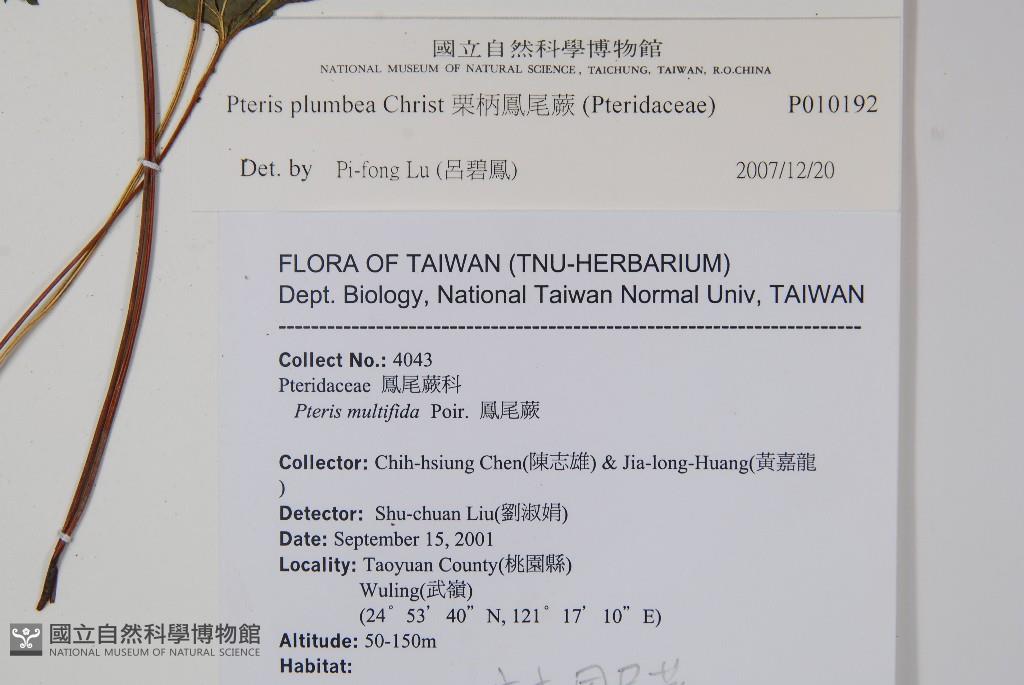 國立自然科學博物館
NATIONAL MUSEUM OF NATURAL SCIENCE, TAICHUNG, TAIWAN, R.O.CHINA
Pteris plumbea Christ 栗柄鳳尾蕨 (Pteridaceae) P010192
Det. by Pi-fong Lu (呂碧鳳) 2007/12/20
FLORA OF TAIWAN (TNU-HERBARIUM)
Dept. Biology, National Taiwan Normal Univ, TAIWAN
--------------------------------------------------------------------------
Collect No.: 4043
Pteridaceae 鳳尾蕨科
Pteris multifida Poir. 鳳尾蕨
Collector: Chih-hsiung Chen(陳志雄) & Jia-long-Huang(黃嘉龍
)
Detector: Shu-chuan Liu(劉淑娟)
Date: September 15, 2001
Locality: Taoyuan County(桃園縣)
Wuling(武嶺)
(24° 53' 40" N, 121° 17' 10" E)
Altitude: 50-150m
Habitat:
國立自然科學博物館
NATIONAL MUSEUM OF NATURAL SCIENCE